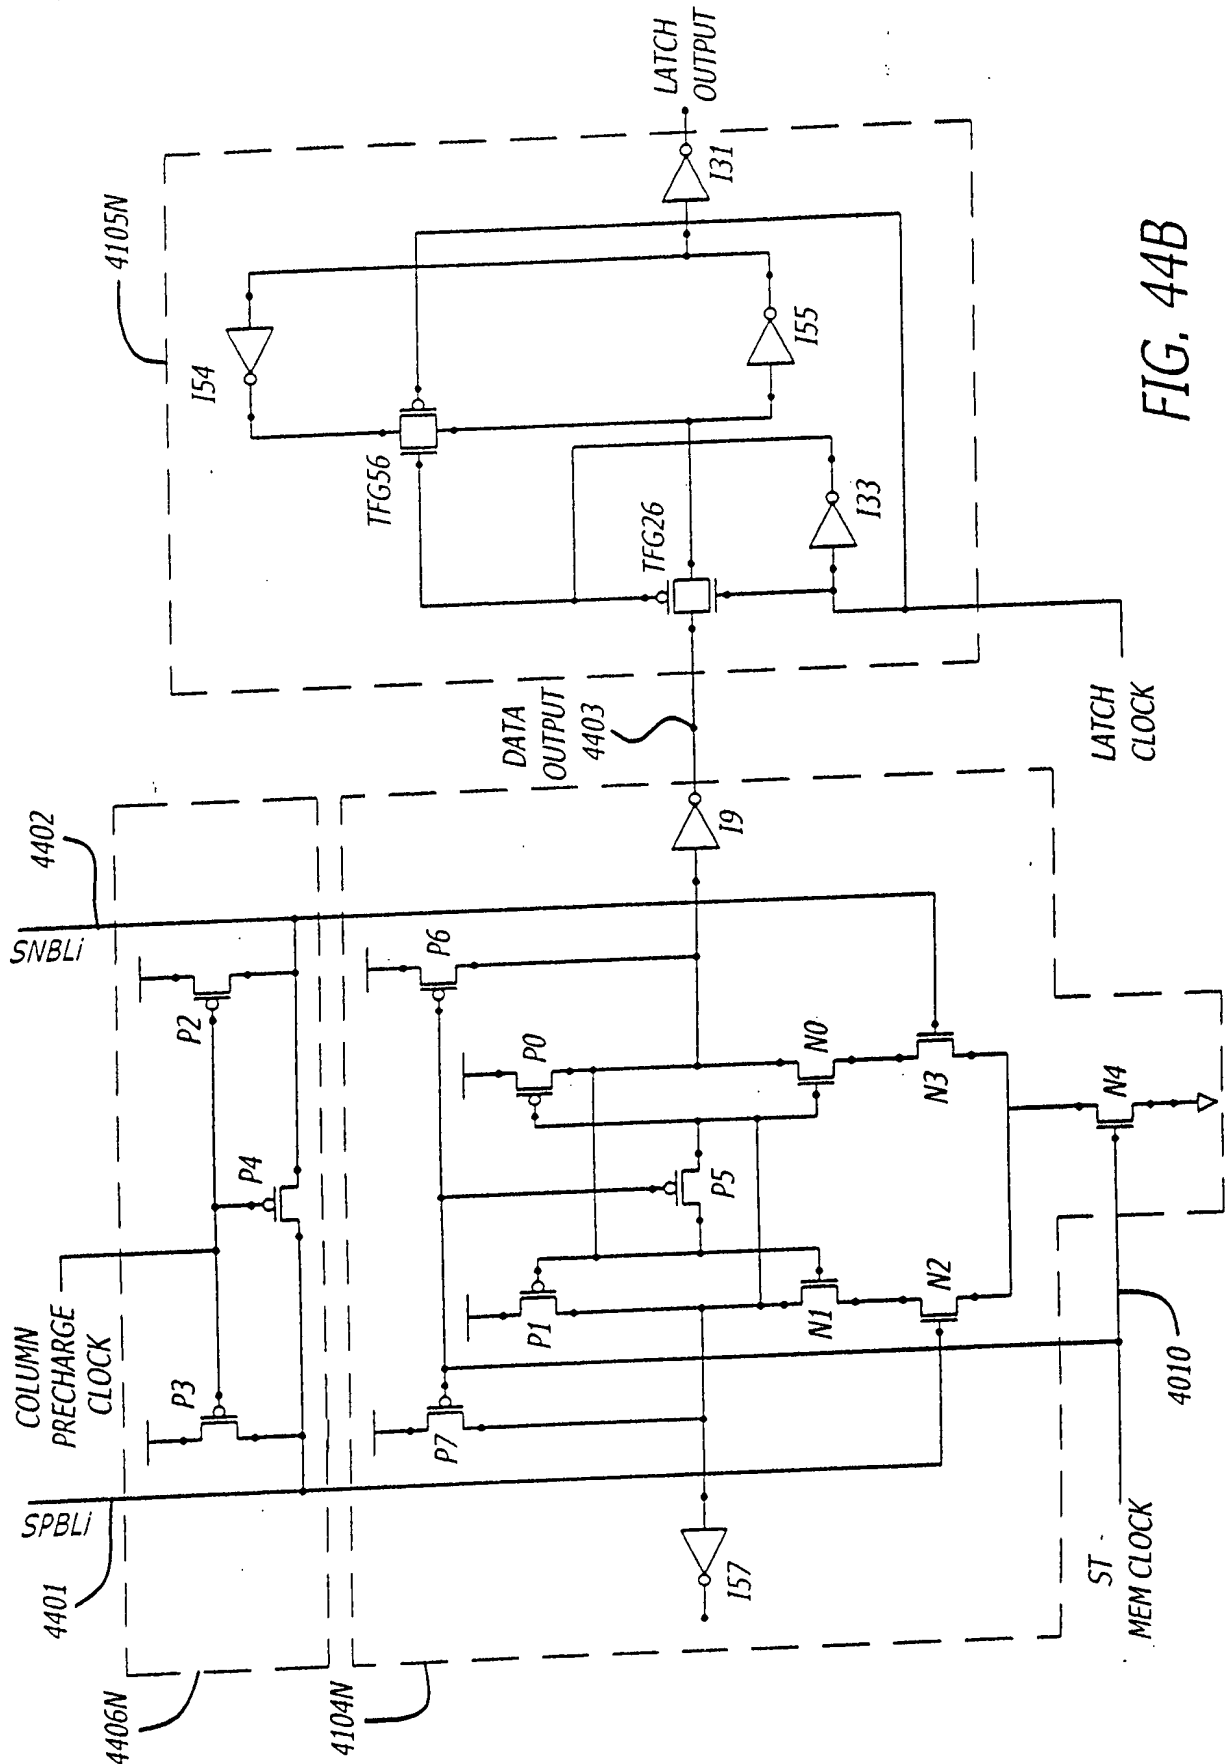 4401
SPBLi
SNBLi
4402
4406N
COLUMN
PRECHARGE
CLOCK
P3
P4
P2
4104N
P7
P1
P5
P0
P6
N1
N0
N2
N3
N4
I57
I9
ST
MEM CLOCK
4010
DATA
OUTPUT
4403
4105N
I54
TFG56
TFG26
I33
I55
I31
LATCH
CLOCK
LATCH
OUTPUT
FIG. 44B